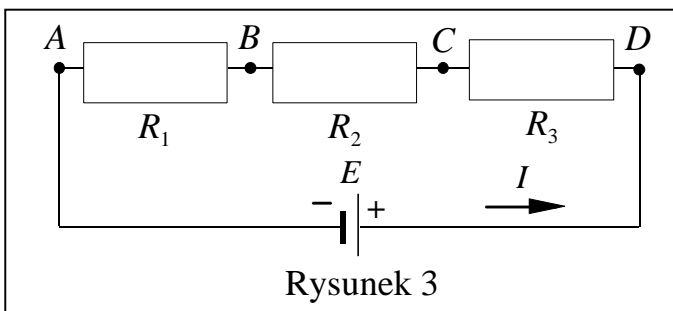 A B C D
R₁ R₂ R₃
E I
− +
Rysunek 3